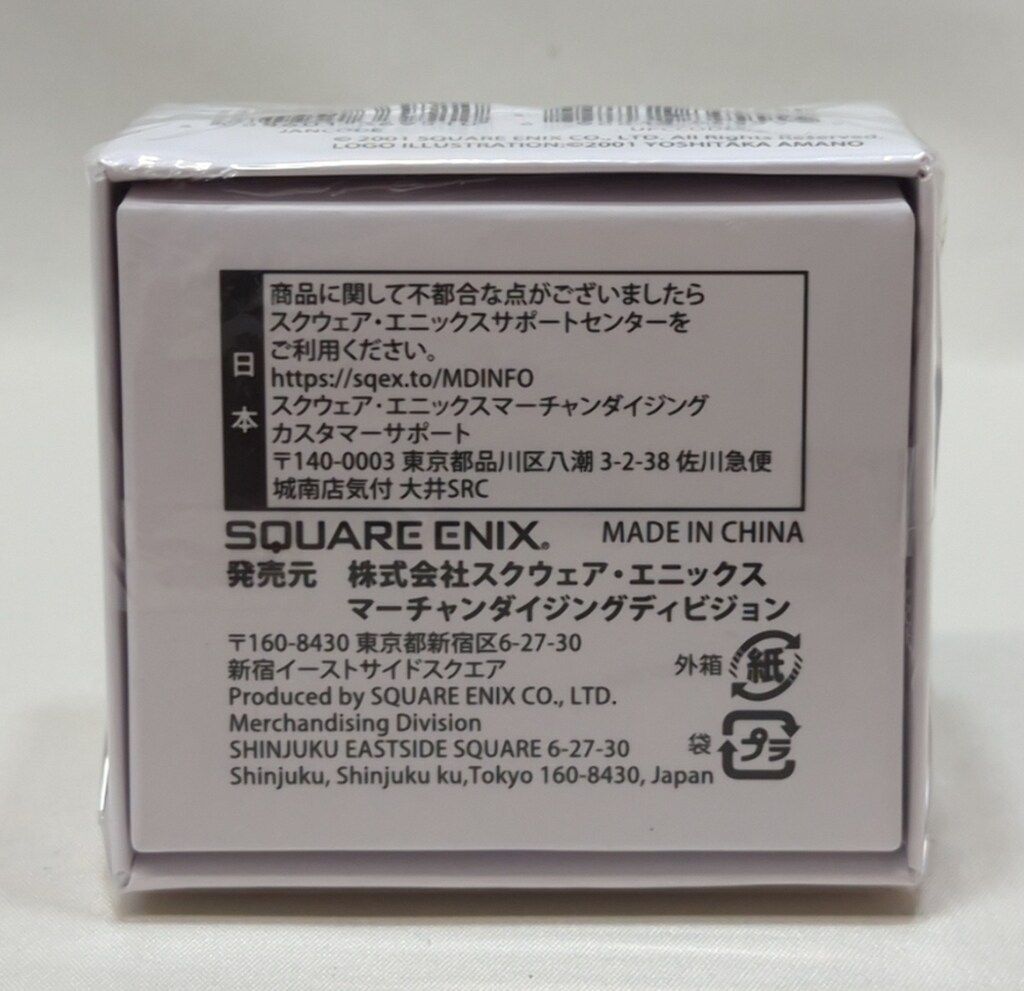 JANCODE
© 2001 SQUARE ENIX CO., LTD. All Rights Reserved.
LOGO ILLUSTRATION:©2001 YOSHITAKA AMANO
日本
商品に関して不都合な点がございましたら
スクウェア・エニックスサポートセンターを
ご利用ください。
https://sqex.to/MDINFO
スクウェア・エニックスマーチャンダイジング
カスタマーサポート
〒140-0003 東京都品川区八潮 3-2-38 佐川急便
城南店気付 大井SRC
SQUARE ENIX. MADE IN CHINA
発売元 株式会社スクウェア・エニックス
マーチャンダイジングディビジョン
〒160-8430 東京都新宿区6-27-30
新宿イーストサイドスクエア
Produced by SQUARE ENIX CO., LTD.
Merchandising Division
SHINJUKU EASTSIDE SQUARE 6-27-30
Shinjuku, Shinjuku ku,Tokyo 160-8430, Japan
外箱 紙
袋 プラ